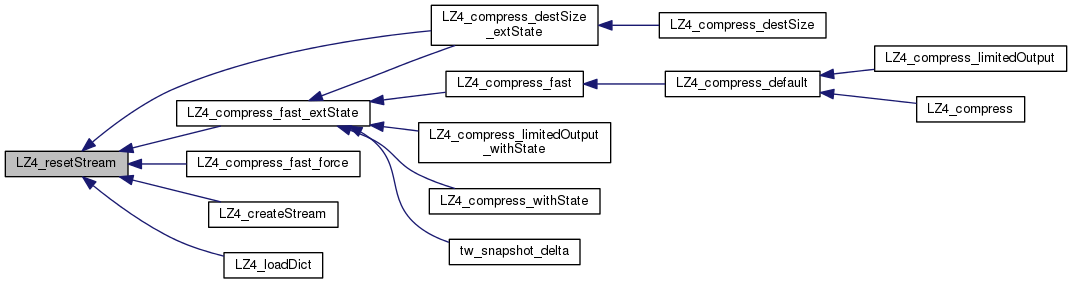 LZ4_resetStream
LZ4_compress_destSize
_extState
LZ4_compress_destSize
LZ4_compress_fast_extState
LZ4_compress_fast
LZ4_compress_default
LZ4_compress_limitedOutput
LZ4_compress
LZ4_compress_limitedOutput
_withState
LZ4_compress_withState
tw_snapshot_delta
LZ4_compress_fast_force
LZ4_createStream
LZ4_loadDict